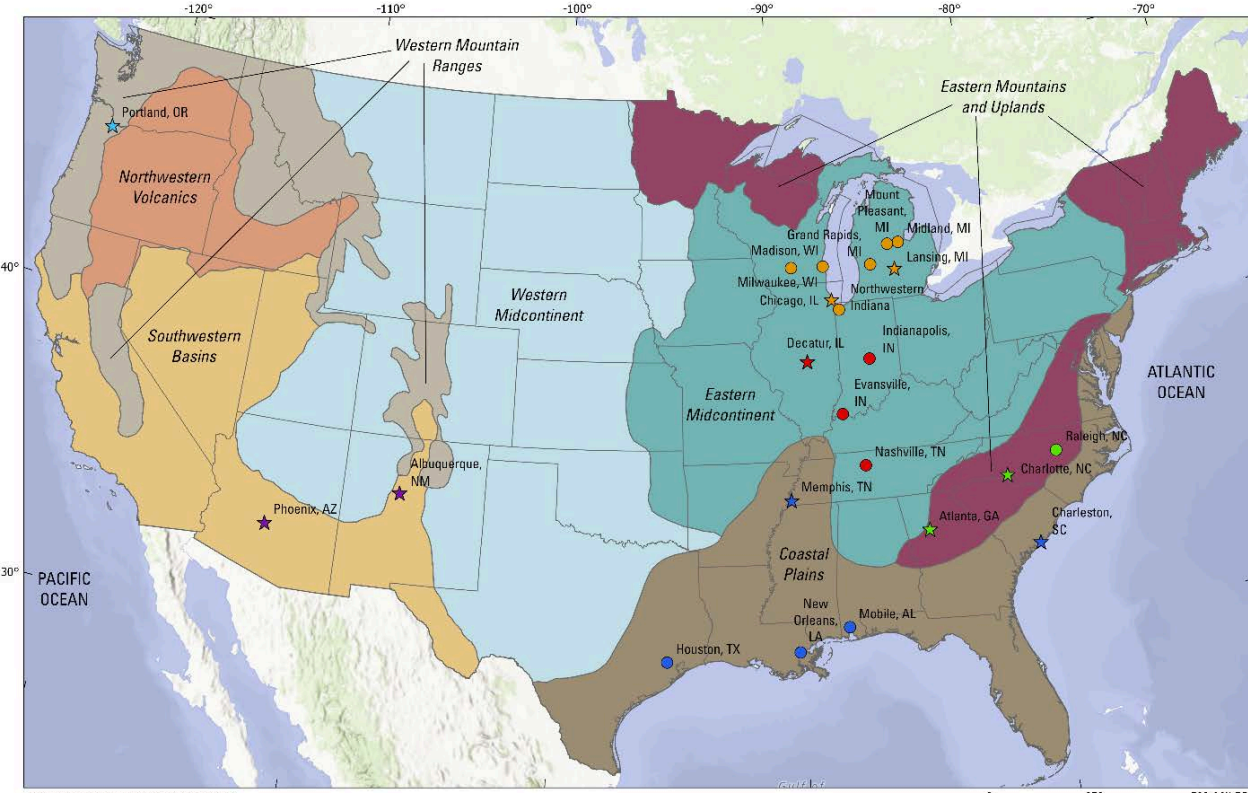 -120°
-110°
-100°
-90°
-80°
-70°
Western Mountain
Ranges
Eastern Mountains
and Uplands
Portland, OR
Northwestern
Volcanics
Mount
Pleasant,
MI
Midland, MI
Grand Rapids,
MI
Madison, WI
Lansing, MI
40°
Milwaukee, WI
Northwestern
Indiana
Chicago, IL
Western
Midcontinent
Southwestern
Basins
Indianapolis,
IN
Decatur, IL
ATLANTIC
OCEAN
Evansville,
IN
Eastern
Midcontinent
Raleigh, NC
Nashville, TN
Albuquerque,
NM
Charlotte, NC
Memphis, TN
Phoenix, AZ
Atlanta, GA
Charleston,
SC
Coastal
Plains
30°
PACIFIC
OCEAN
New
Orleans,
LA
Mobile, AL
Houston, TX
Gulf of